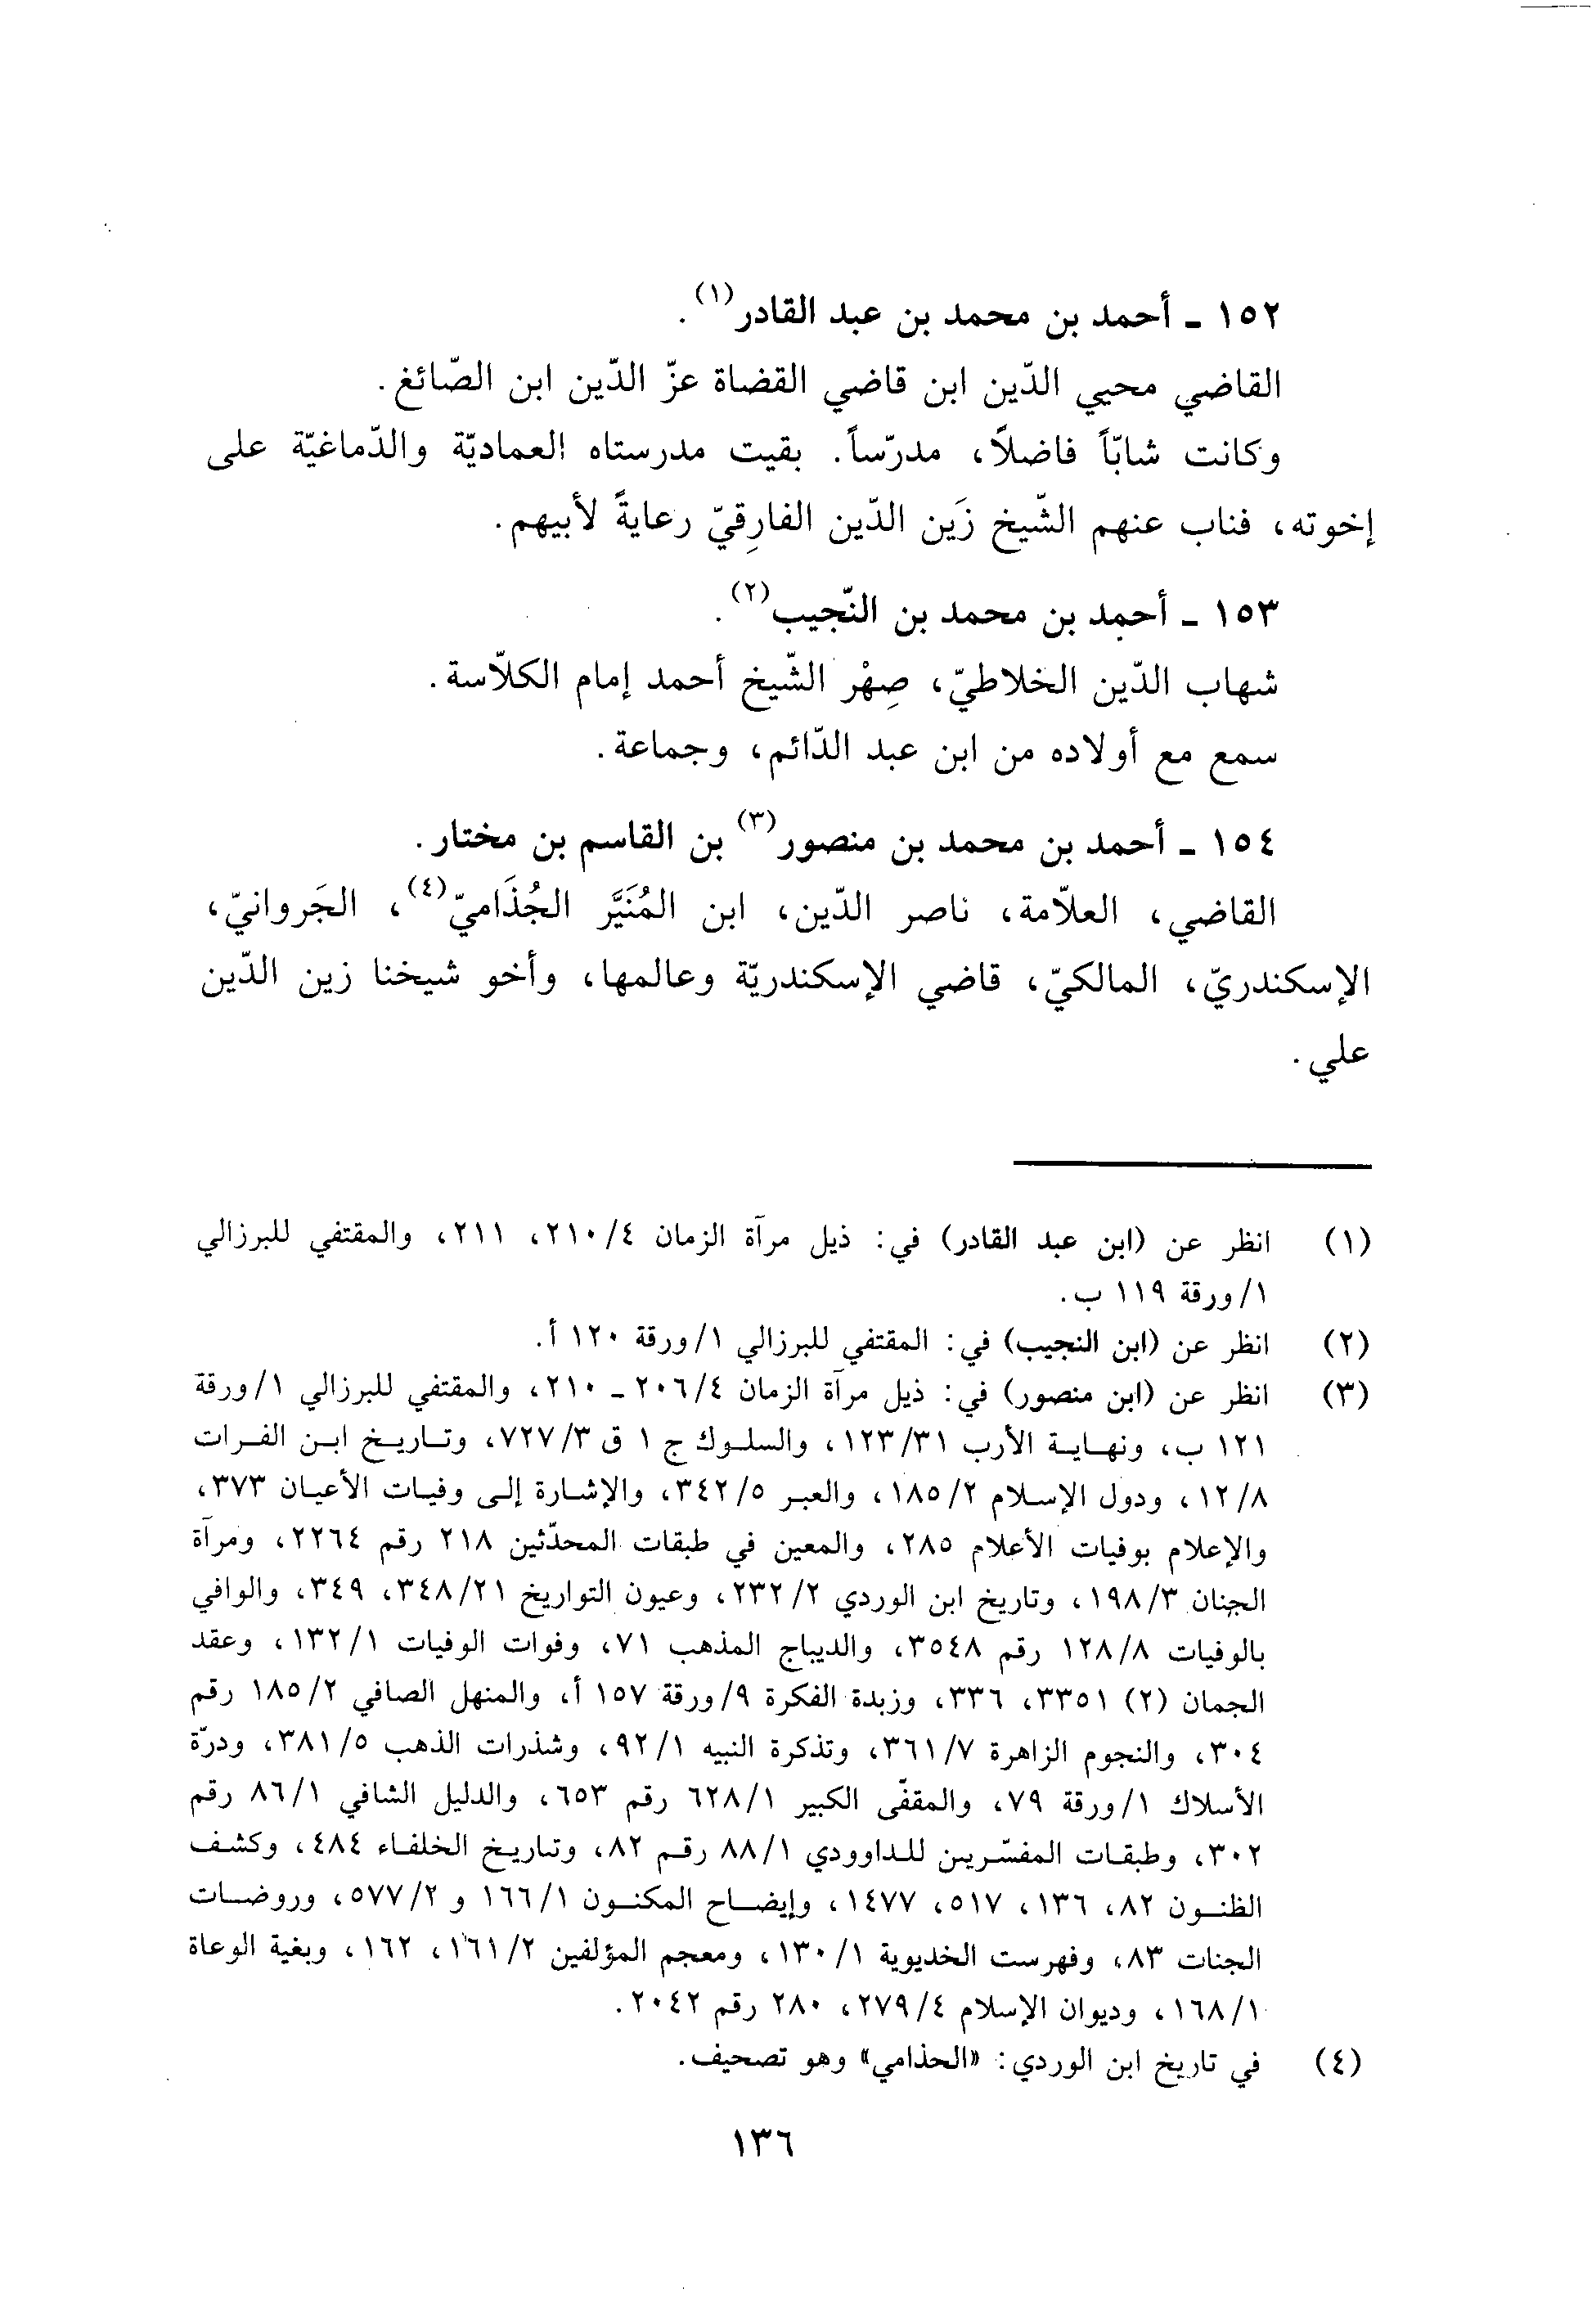 ١٥٢ ـ أحمد بن محمد بن عبد القادر(١).
القاضي محيي الدّين ابن قاضي القضاة عزّ الدّين ابن الصّائغ.
وكانت شابّاً فاضلاً، مدرّساً. بقيت مدرستاه العماديّة والدّماغيّة على
إخوته، فناب عنهم الشّيخ زَين الدّين الفارِقيّ رعايةً لأبيهم.
١٥٣ ـ أحمد بن محمد بن النّجيب(٢).
شهاب الدّين الخلاطيّ، صِهْر الشّيخ أحمد إمام الكلاّسة.
سمع مع أولاده من ابن عبد الدّائم، وجماعة.
١٥٤ ـ أحمد بن محمد بن منصور(٣) بن القاسم بن مختار.
القاضي، العلاّمة، ناصر الدّين، ابن المُنَيَّر الجُذَاميّ(٤)، الجَروانيّ،
الإسكندريّ، المالكيّ، قاضي الإسكندريّة وعالمها، وأخو شيخنا زين الدّين
علي.
(١) انظر عن (ابن عبد القادر) في: ذيل مرآة الزمان ٢١٠/٤، ٢١١، والمقتفي للبرزالي
١/ورقة ١١٩ ب.
(٢) انظر عن (ابن النجيب) في: المقتفي للبرزالي ١/ورقة ١٢٠ أ.
(٣) انظر عن (ابن منصور) في: ذيل مرآة الزمان ٢٠٦/٤ ـ ٢١٠، والمقتفي للبرزالي ١/ورقة
١٢١ ب، ونهاية الأرب ١٢٣/٣١، والسلوك ج ١ ق ٧٢٧/٣، وتاريخ ابن الفرات
١٢/٨، ودول الإسلام ١٨٥/٢، والعبر ٣٤٢/٥، والإشارة إلى وفيات الأعيان ٣٧٣،
والإعلام بوفيات الأعلام ٢٨٥، والمعين في طبقات المحدّثين ٢١٨ رقم ٢٢٦٤، ومرآة
الجنان ١٩٨/٣، وتاريخ ابن الوردي ٢٣٢/٢، وعيون التواريخ ٣٤٨/٢١، ٣٤٩، والوافي
بالوفيات ١٢٨/٨ رقم ٣٥٤٨، والديباج المذهب ٧١، وفوات الوفيات ١٣٢/١، وعقد
الجمان (٢) ٣٣٥١، ٣٣٦، وزبدة الفكرة ٩/ورقة ١٥٧ أ، والمنهل الصافي ١٨٥/٢ رقم
٣٠٤، والنجوم الزاهرة ٣٦١/٧، وتذكرة النبيه ٩٢/١، وشذرات الذهب ٣٨١/٥، ودرّة
الأسلاك ١/ورقة ٧٩، والمقفّى الكبير ٦٢٨/١ رقم ٦٥٣، والدليل الشافي ٨٦/١ رقم
٣٠٢، وطبقات المفسّرين للداوودي ٨٨/١ رقم ٨٢، وتاريخ الخلفاء ٤٨٤، وكشف
الظنون ٨٢، ١٣٦، ٥١٧، ١٤٧٧، وإيضاح المكنون ١٦٦/١ و ٥٧٧/٢، وروضات
الجنات ٨٣، وفهرست الخديوية ١٣٠/١، ومعجم المؤلفين ١٦١/٢، ١٦٢، وبغية الوعاة
١٦٨/١، وديوان الإسلام ٢٧٩/٤، ٢٨٠ رقم ٢٠٤٢.
(٤) في تاريخ ابن الوردي: «الحذامي» وهو تصحيف.
١٣٦